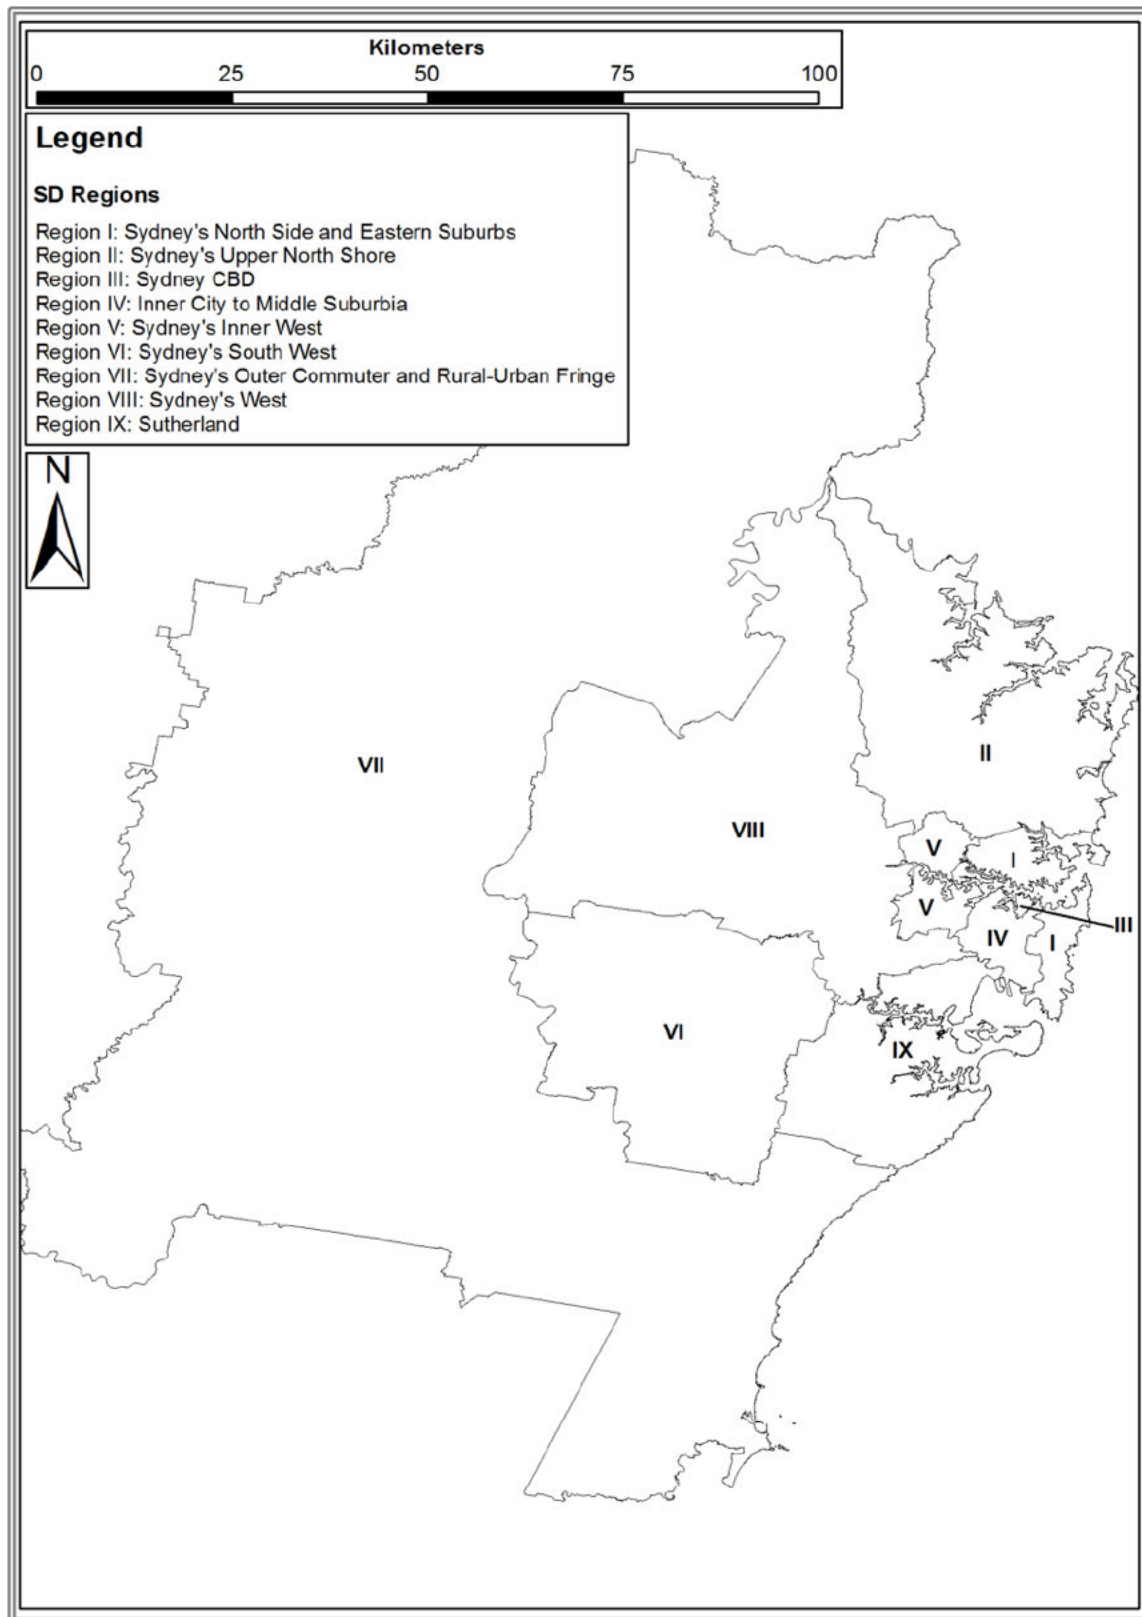 Kilometers
0 25 50 75 100
Legend
SD Regions
Region I: Sydney's North Side and Eastern Suburbs
Region II: Sydney's Upper North Shore
Region III: Sydney CBD
Region IV: Inner City to Middle Suburbia
Region V: Sydney's Inner West
Region VI: Sydney's South West
Region VII: Sydney's Outer Commuter and Rural-Urban Fringe
Region VIII: Sydney's West
Region IX: Sutherland
N
II
VII
VIII
V
I
V
III
IV
I
VI
IX